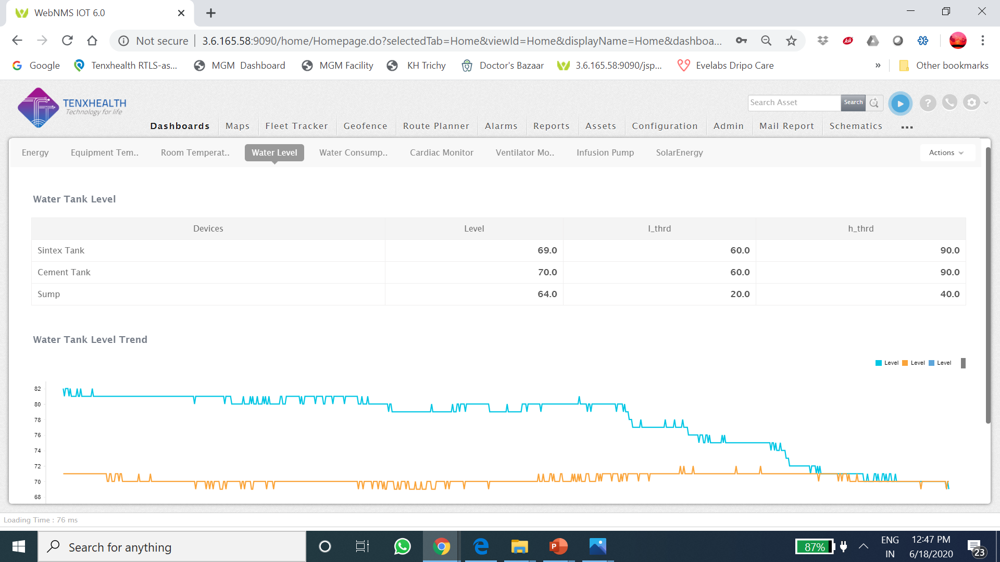 WebNMS IOT 6.0
Not secure 3.6.165.58:9090/home/Homepage.do?selectedTab=Home&viewId=Home&displayName=Home&dashboa...
Ask
Google Tenxhealth RTLS-as... MGM Dashboard MGM Facility KH Trichy Doctor's Bazaar 3.6.165.58:9090/jsp... Evelabs Dripo Care » Other bookmarks
TENXHEALTH
Technology for life
Search Asset Search ?
Dashboards Maps Fleet Tracker Geofence Route Planner Alarms Reports Assets Configuration Admin Mail Report Schematics
Energy Equipment Tem.. Room Temperat.. Water Level Water Consump.. Cardiac Monitor Ventilator Mo.. Infusion Pump SolarEnergy Actions
Water Tank Level
Devices Level l_thrd h_thrd
Sintex Tank 69.0 60.0 90.0
Cement Tank 70.0 60.0 90.0
Sump 64.0 20.0 40.0
Water Tank Level Trend
Level Level Level
82
80
78
76
74
72
70
68
Loading Time : 76 ms
Search for anything
87%
ENG
IN
12:47 PM
6/18/2020
23